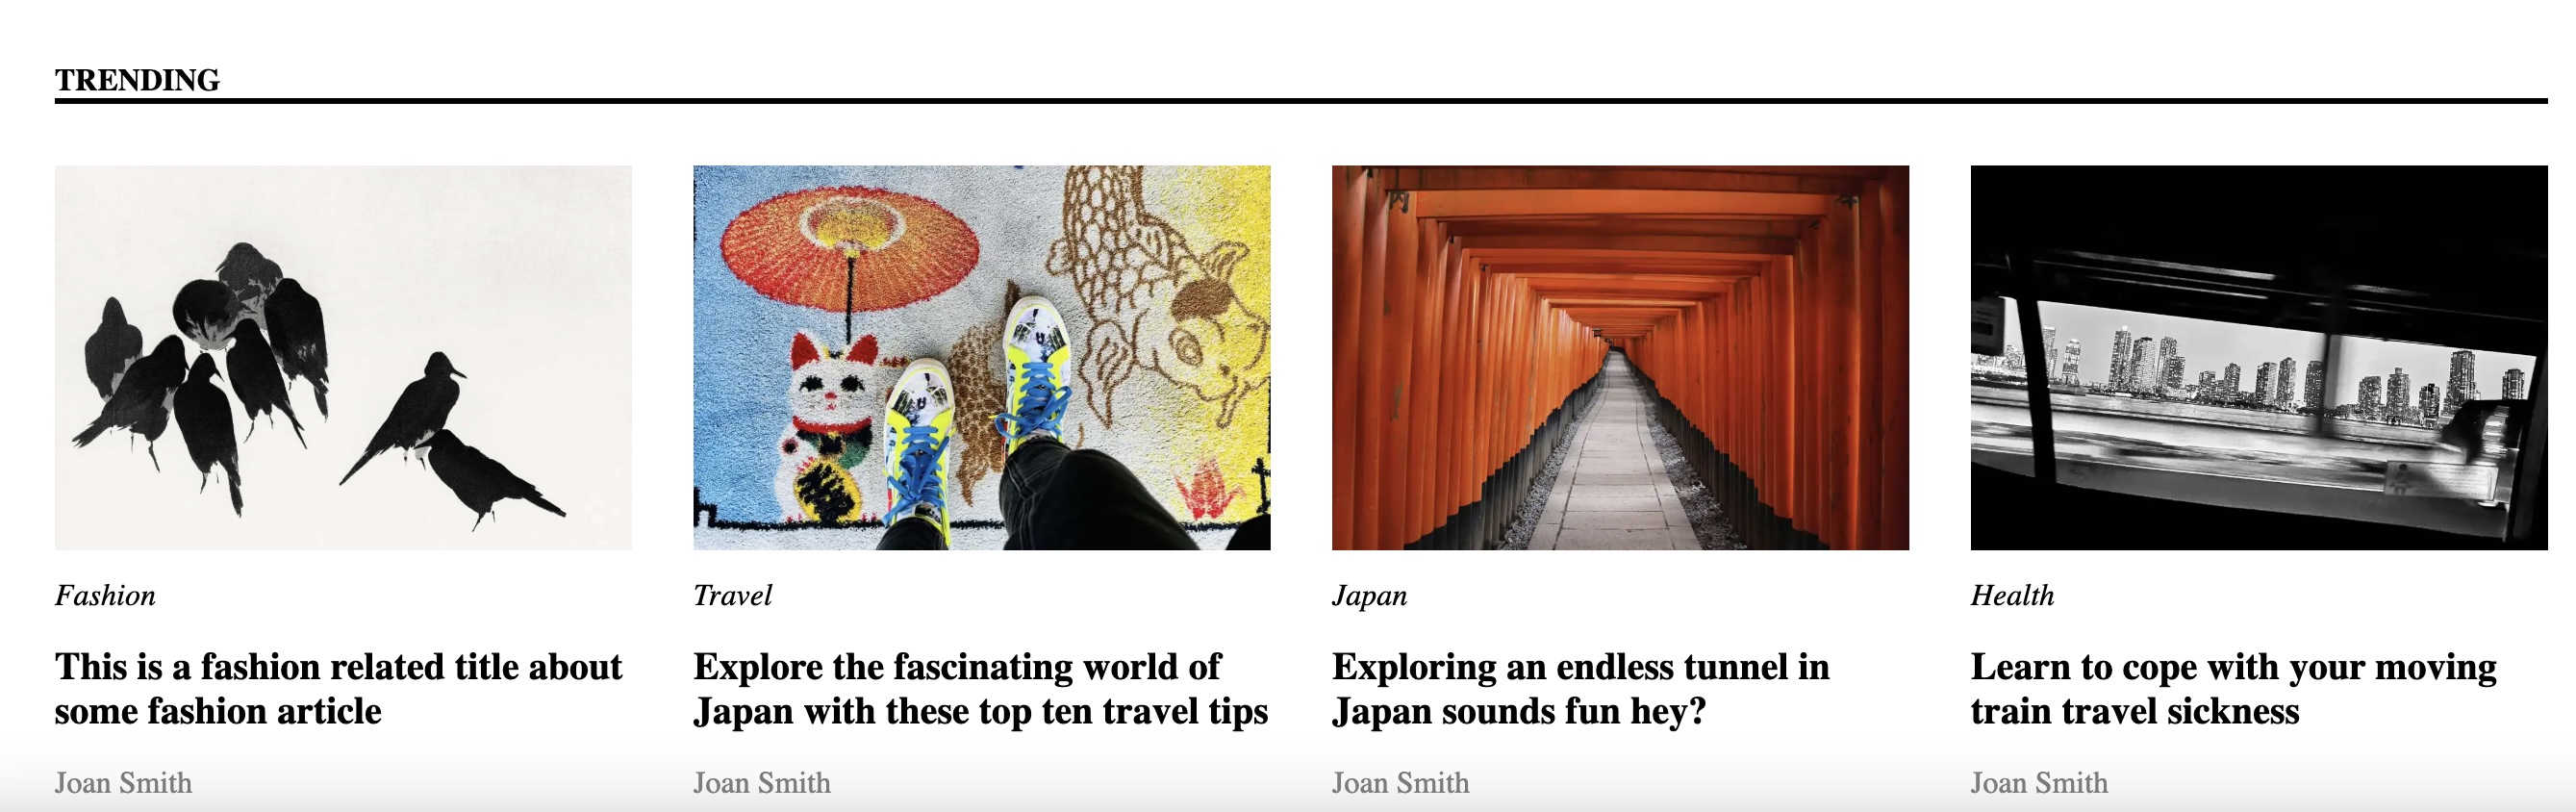 TRENDING
Fashion
This is a fashion related title about
some fashion article
Joan Smith
Travel
Explore the fascinating world of
Japan with these top ten travel tips
Joan Smith
Japan
Exploring an endless tunnel in
Japan sounds fun hey?
Joan Smith
Health
Learn to cope with your moving
train travel sickness
Joan Smith